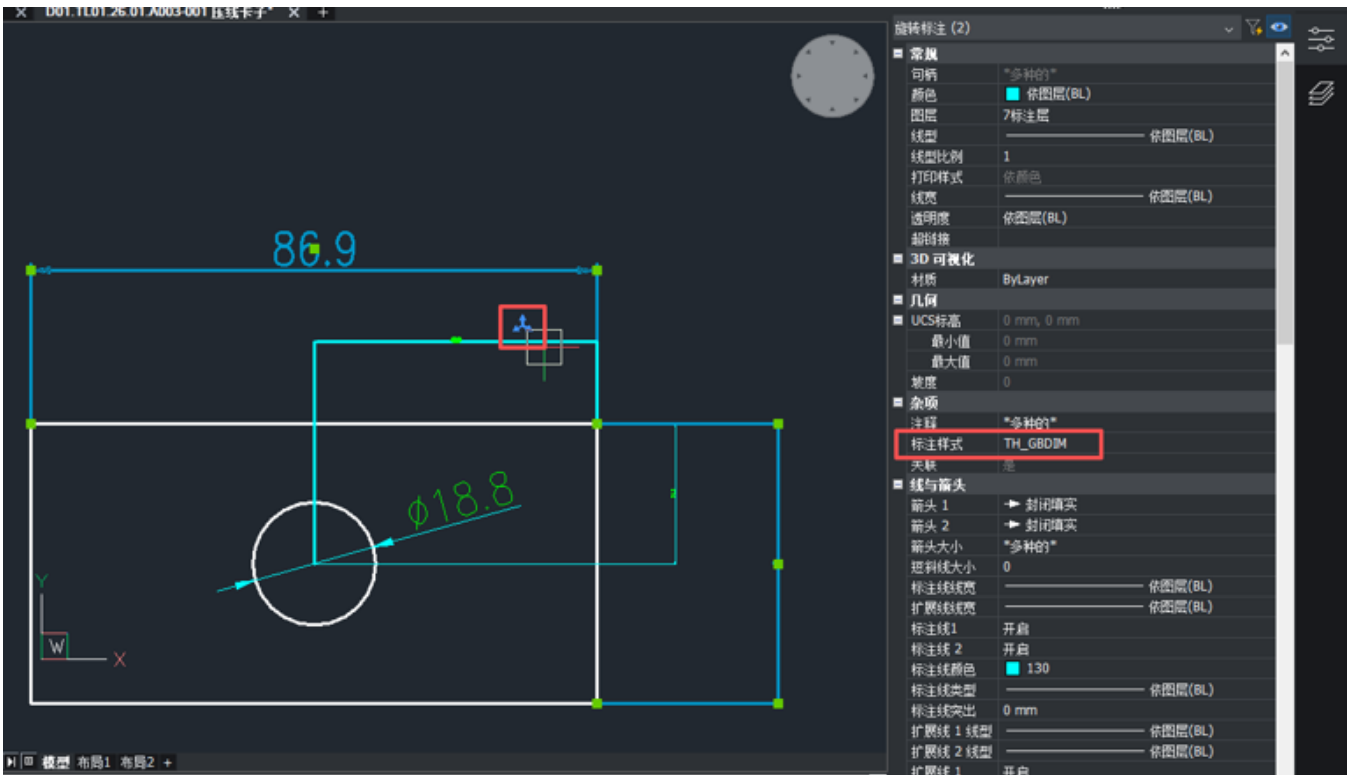 D01.TL01.26.01.A003-001 压线卡子*
旋转标注 (2)
常规
句柄 *多种的*
颜色 依图层(BL)
图层 7标注层
线型 依图层(BL)
线型比例 1
打印样式 依颜色
线宽 依图层(BL)
透明度 依图层(BL)
超链接
3D 可视化
材质 ByLayer
几何
UCS标高 0 mm, 0 mm
最小值 0 mm
最大值 0 mm
坡度 0
杂项
注释 *多种的*
标注样式 TH_GBDIM
关联 是
线与箭头
箭头 1 封闭填实
箭头 2 封闭填实
箭头大小 *多种的*
短斜线大小 0
标注线线宽 依图层(BL)
扩展线线宽 依图层(BL)
标注线1 开启
标注线 2 开启
标注线颜色 130
标注线类型 依图层(BL)
标注线突出 0 mm
扩展线 1 线型 依图层(BL)
扩展线 2 线型 依图层(BL)
扩展线 1 开启
86.9
ϕ18.8
Y
W
X
模型 布局1 布局2 +